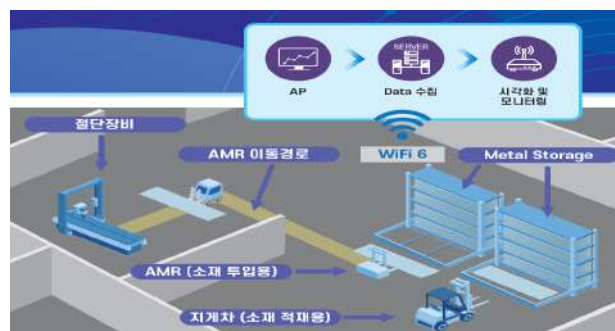 SERVER
AP
Data 수집
시각화 및
모니터링
절단장비
AMR 이동경로
WiFi 6
Metal Storage
AMR (소재 투입용)
지게차 (소재 적재용)